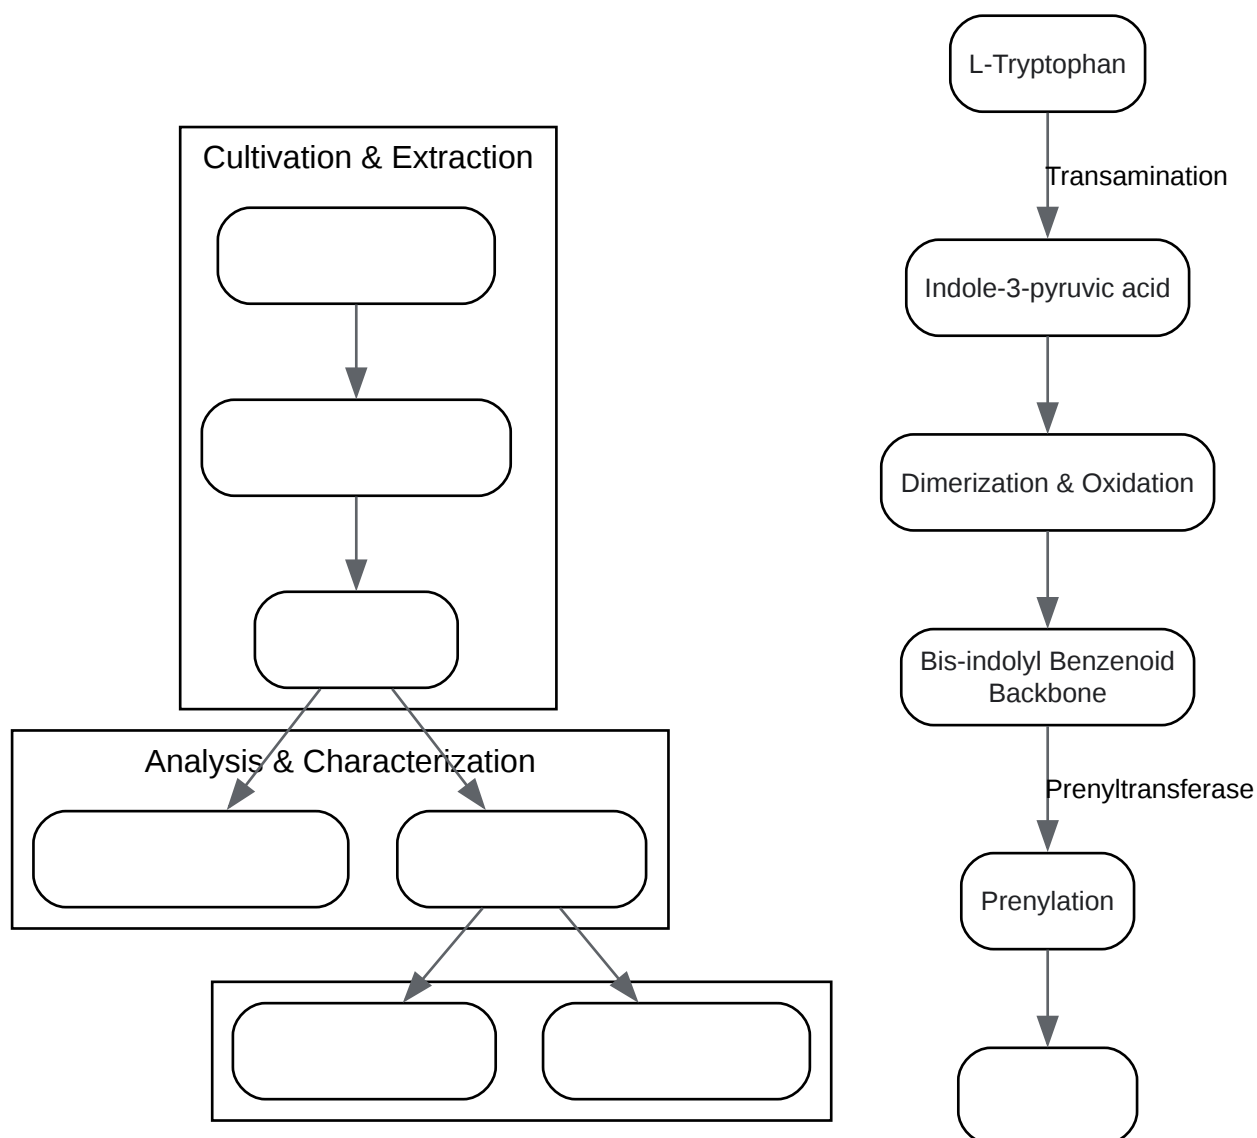 Cultivation & Extraction
Analysis & Characterization
L-Tryptophan
Transamination
Indole-3-pyruvic acid
Dimerization & Oxidation
Bis-indolyl Benzenoid
Backbone
Prenyltransferase
Prenylation